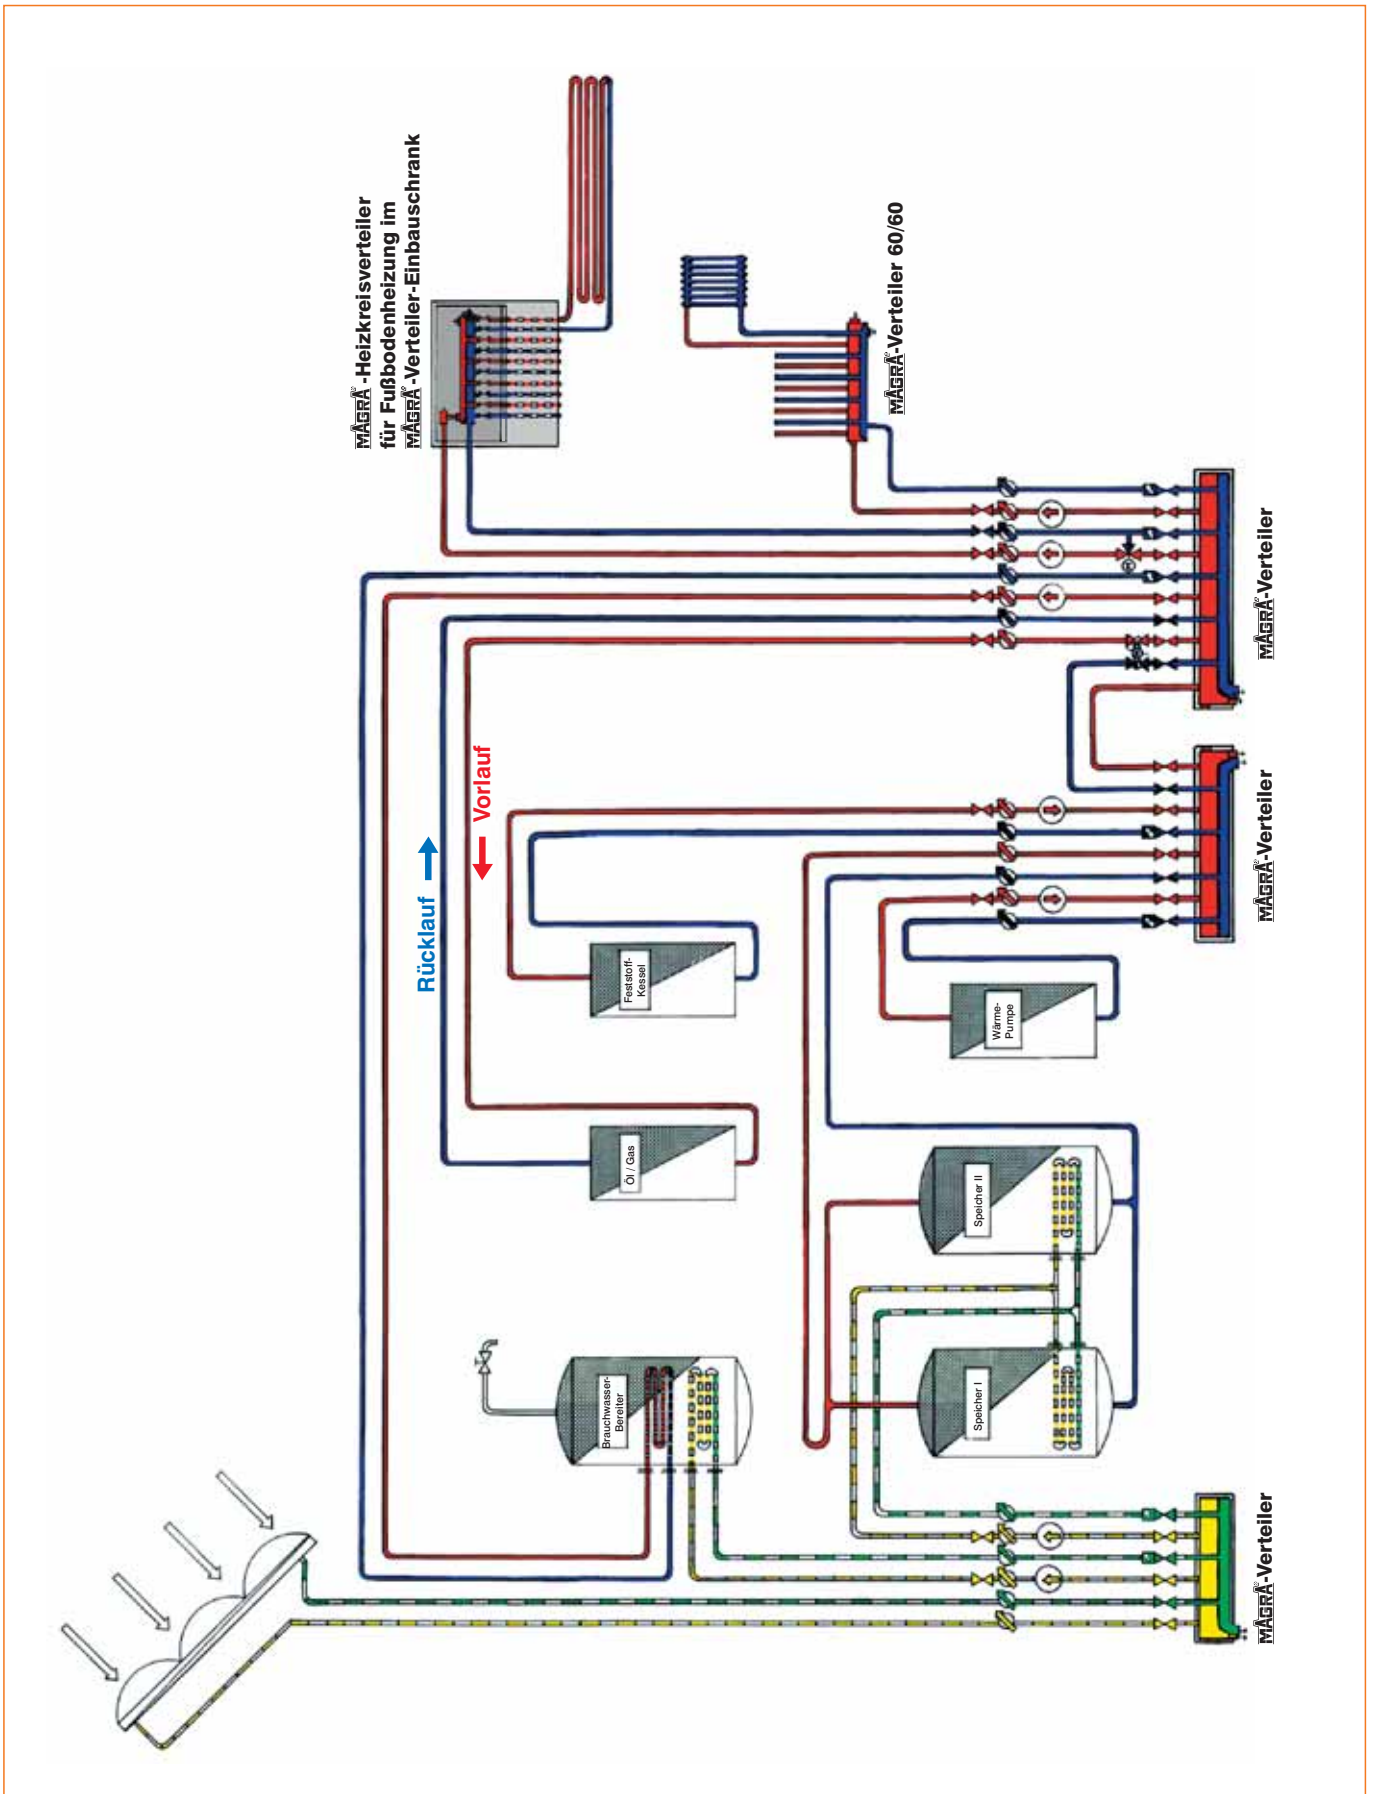 MAGRA®-Heizkreisverteiler
für Fußbodenheizung im
MAGRA®-Verteiler-Einbauschrank
MAGRA®-Verteiler 60/60
Rücklauf
Vorlauf
Feststoff-
Kessel
Öl / Gas
Wärme-
Pumpe
Brauchwasser-
Bereiter
Speicher II
Speicher I
MAGRA®-Verteiler
MAGRA®-Verteiler
MAGRA®-Verteiler